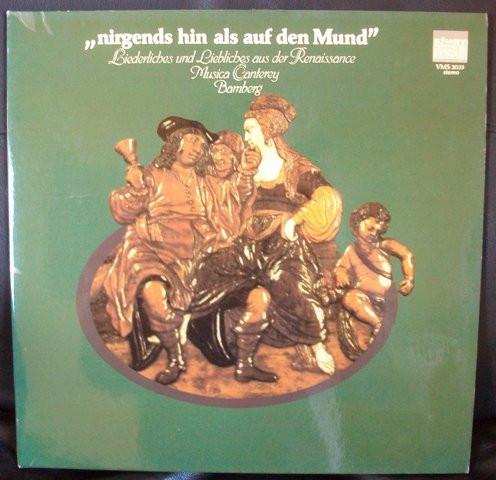 „nirgends hin als auf den Mund”
Liederliches und Liebliches aus der Renaissance
Musica Canterey
Bamberg
VMS 2033
stereo